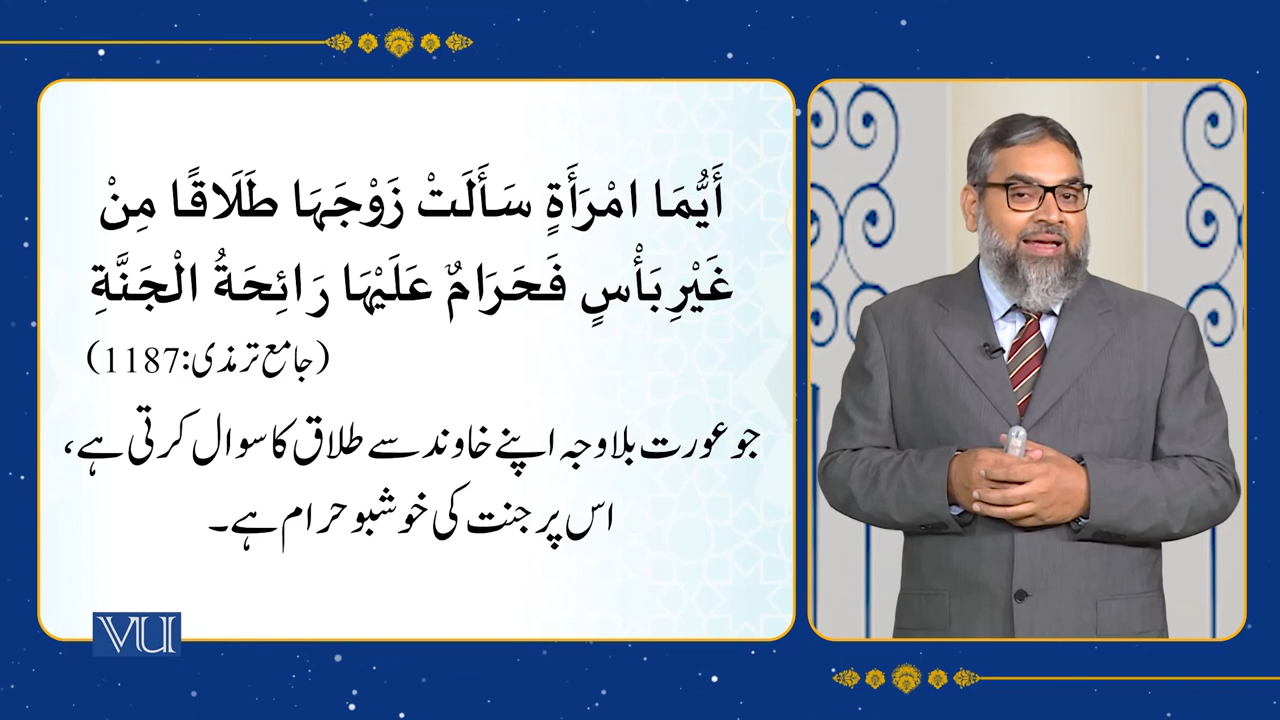 أَيُّمَا امْرَأَةٍ سَأَلَتْ زَوْجَهَا طَلَاقًا مِنْ
غَيْرِ بَأْسٍ فَحَرَامٌ عَلَيْهَا رَائِحَةُ الْجَنَّةِ
(جامع ترمذی:1187)
جو عورت بلاوجہ اپنے خاوند سے طلاق کا سوال کرتی ہے،
اس پر جنت کی خوشبو حرام ہے۔
VU